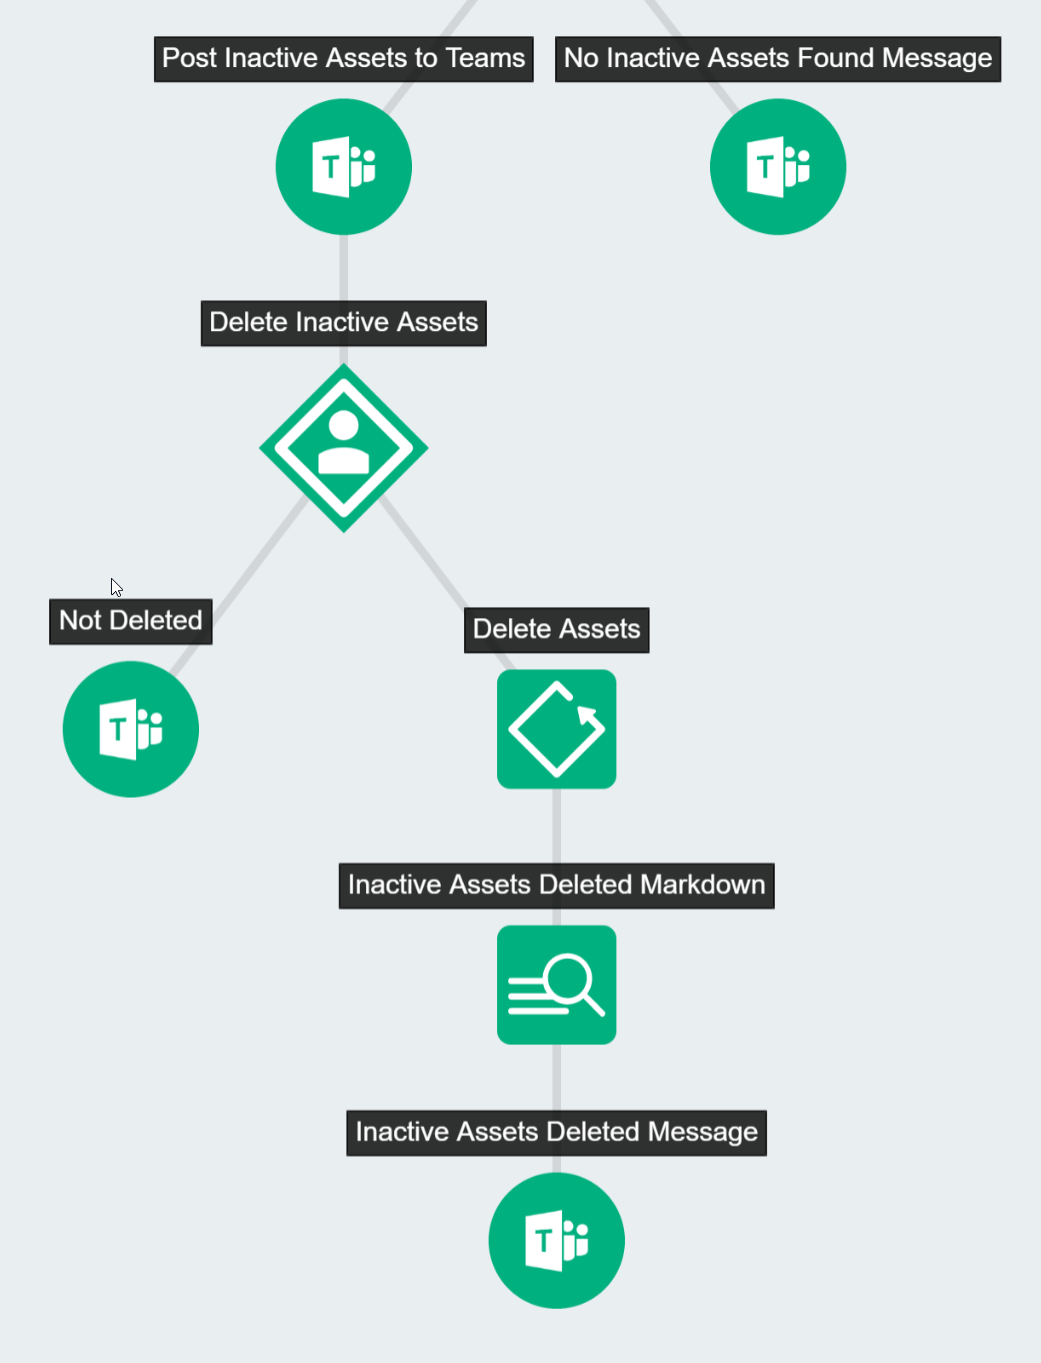 Post Inactive Assets to Teams
No Inactive Assets Found Message
T
T
Delete Inactive Assets
Not Deleted
Delete Assets
T
Inactive Assets Deleted Markdown
Inactive Assets Deleted Message
T